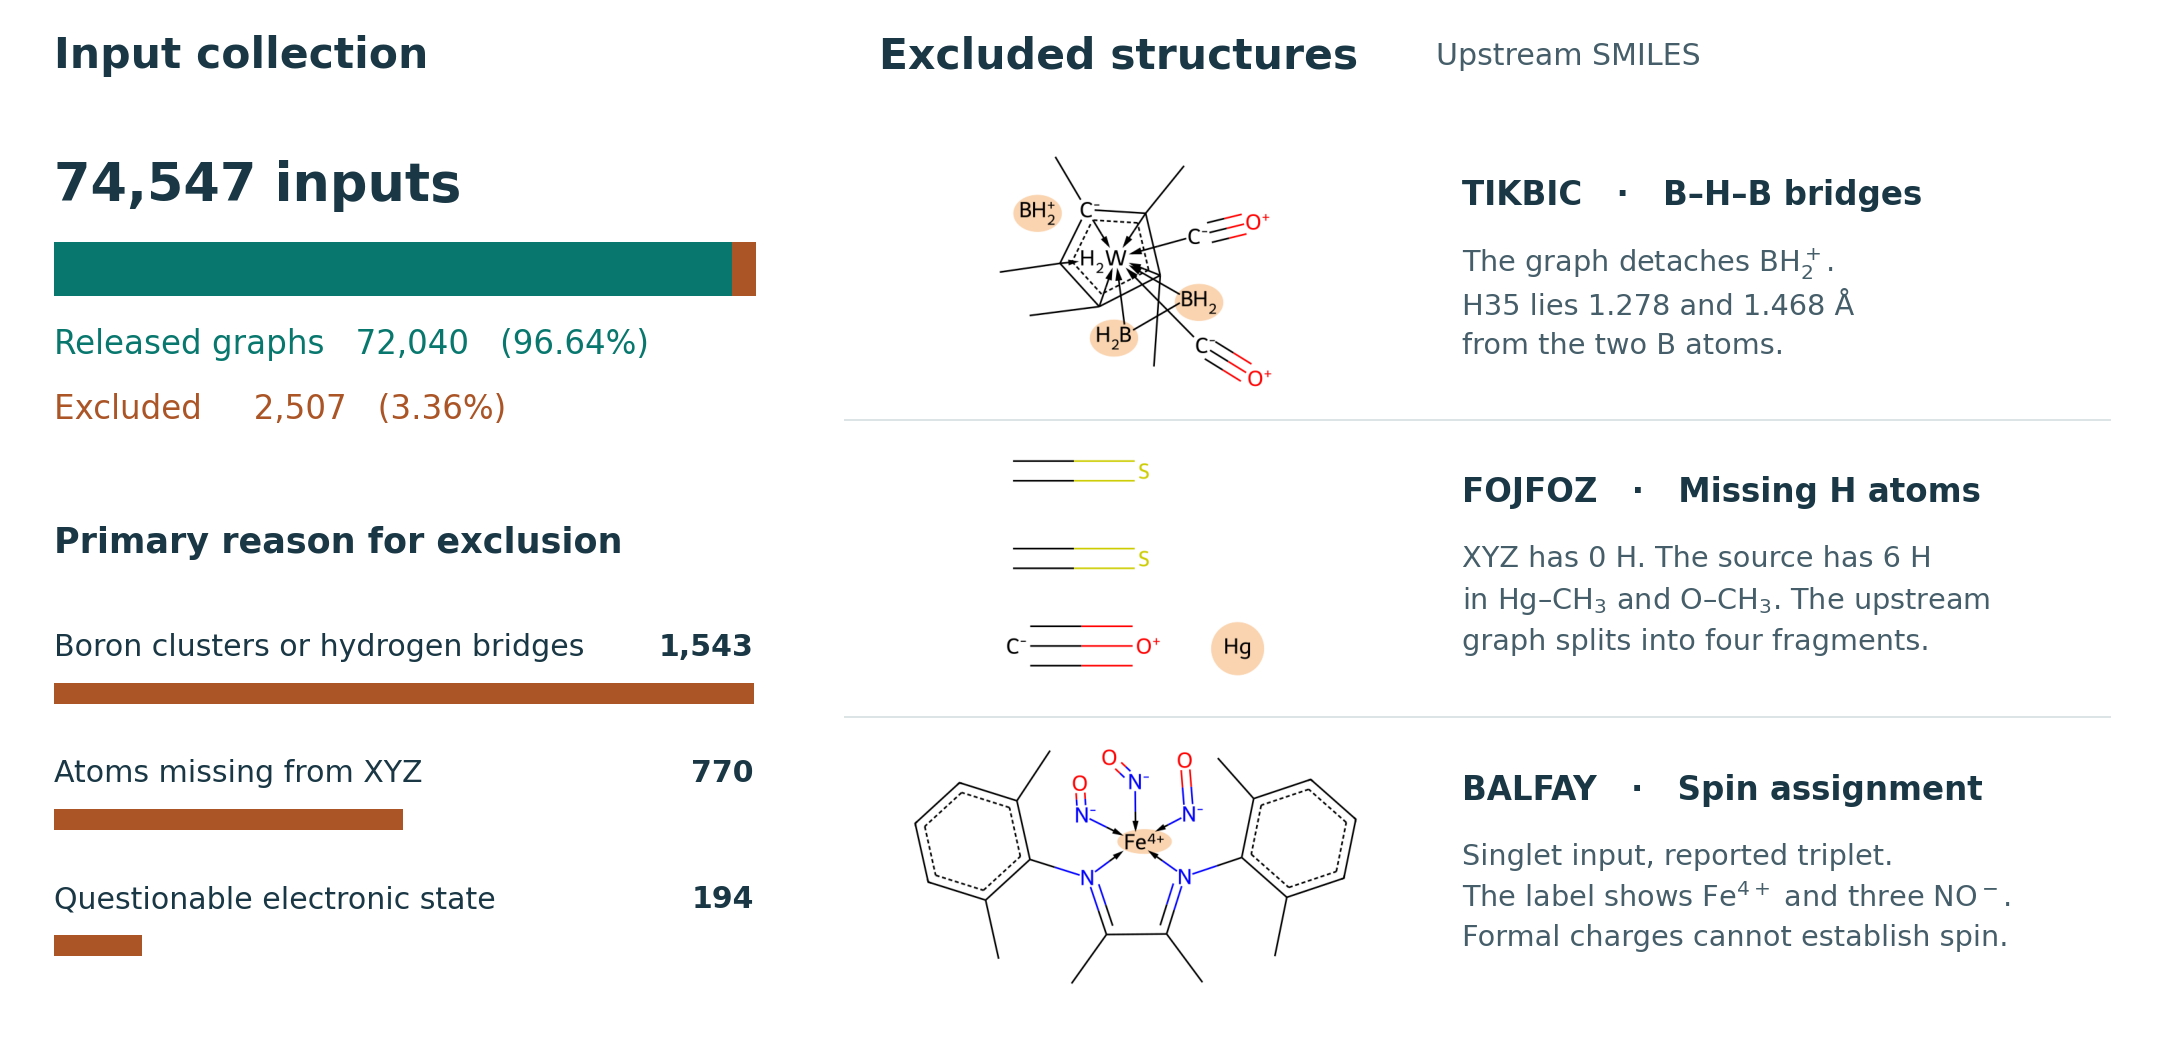 Input collection
74,547 inputs
Released graphs 72,040 (96.64%)
Excluded 2,507 (3.36%)
Primary reason for exclusion
Boron clusters or hydrogen bridges 1,543
Atoms missing from XYZ 770
Questionable electronic state 194
Excluded structures Upstream SMILES
BH₂⁺
C⁻
H₂W
C⁻
O⁺
BH₂
H₂B
C⁻
O⁺
TIKBIC · B–H–B bridges
The graph detaches BH₂⁺.
H35 lies 1.278 and 1.468 Å
from the two B atoms.
S
S
C⁻
O⁺
Hg
FOJFOZ · Missing H atoms
XYZ has 0 H. The source has 6 H
in Hg–CH₃ and O–CH₃. The upstream
graph splits into four fragments.
O
O
O
N⁻
N⁻
N⁻
Fe⁴⁺
N
N
BALFAY · Spin assignment
Singlet input, reported triplet.
The label shows Fe⁴⁺ and three NO⁻.
Formal charges cannot establish spin.